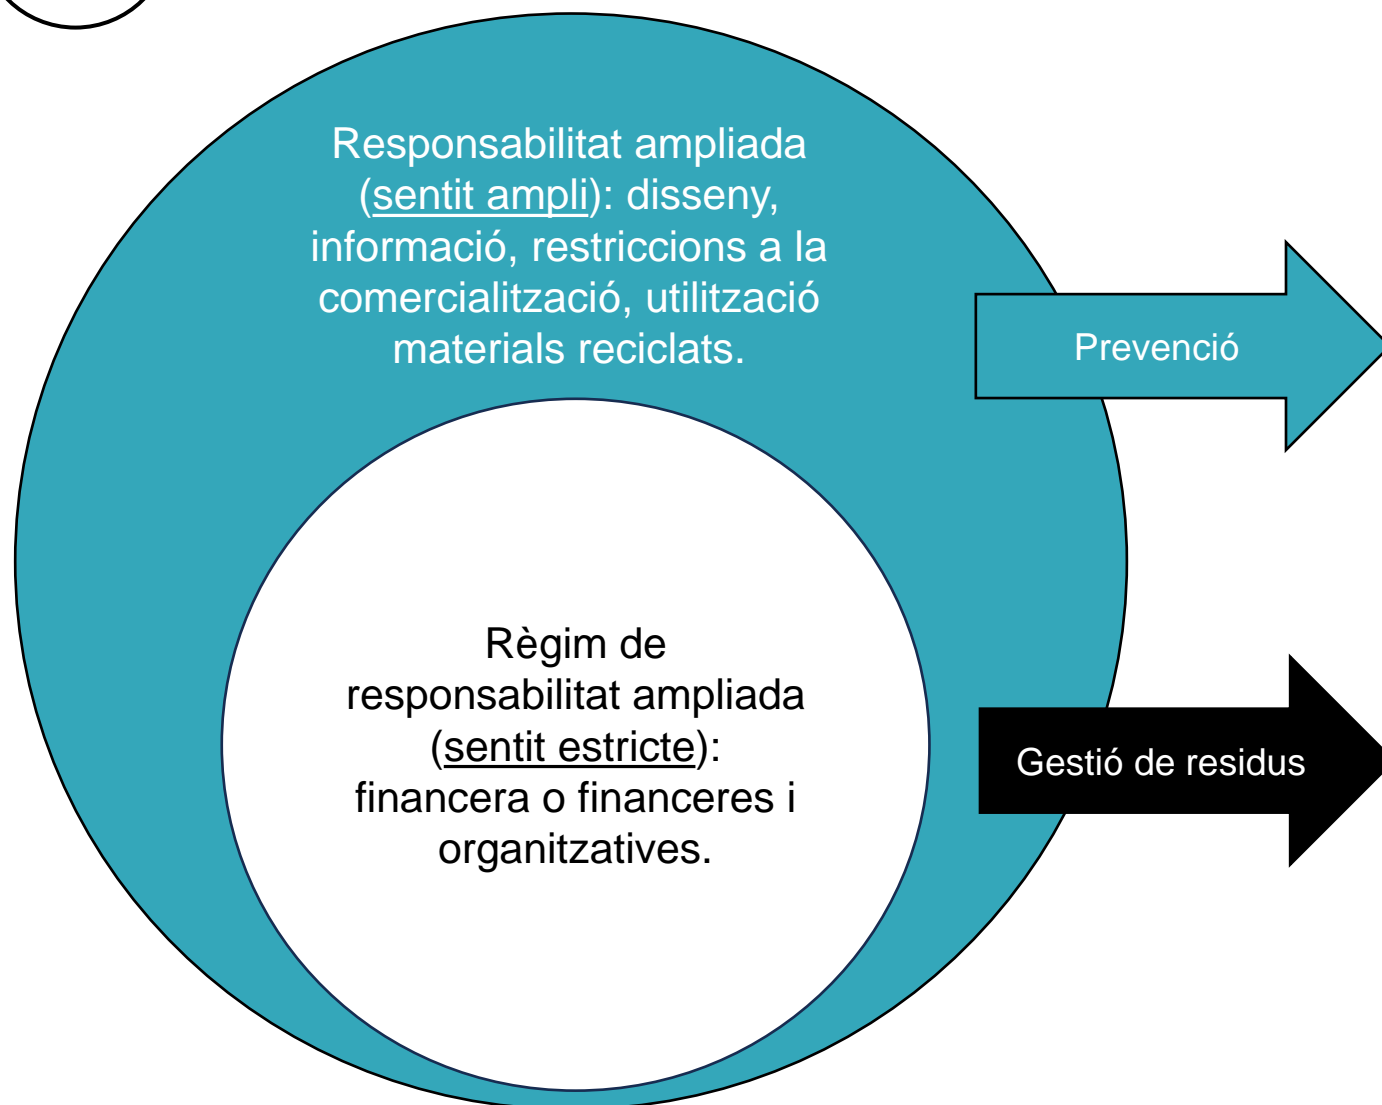 Responsabilitat ampliada
(sentit ampli): disseny,
informació, restriccions a la
comercialització, utilització
materials reciclats.
Prevenció
Règim de
responsabilitat ampliada
(sentit estricte):
financera o financeres i
organitzatives.
Gestió de residus